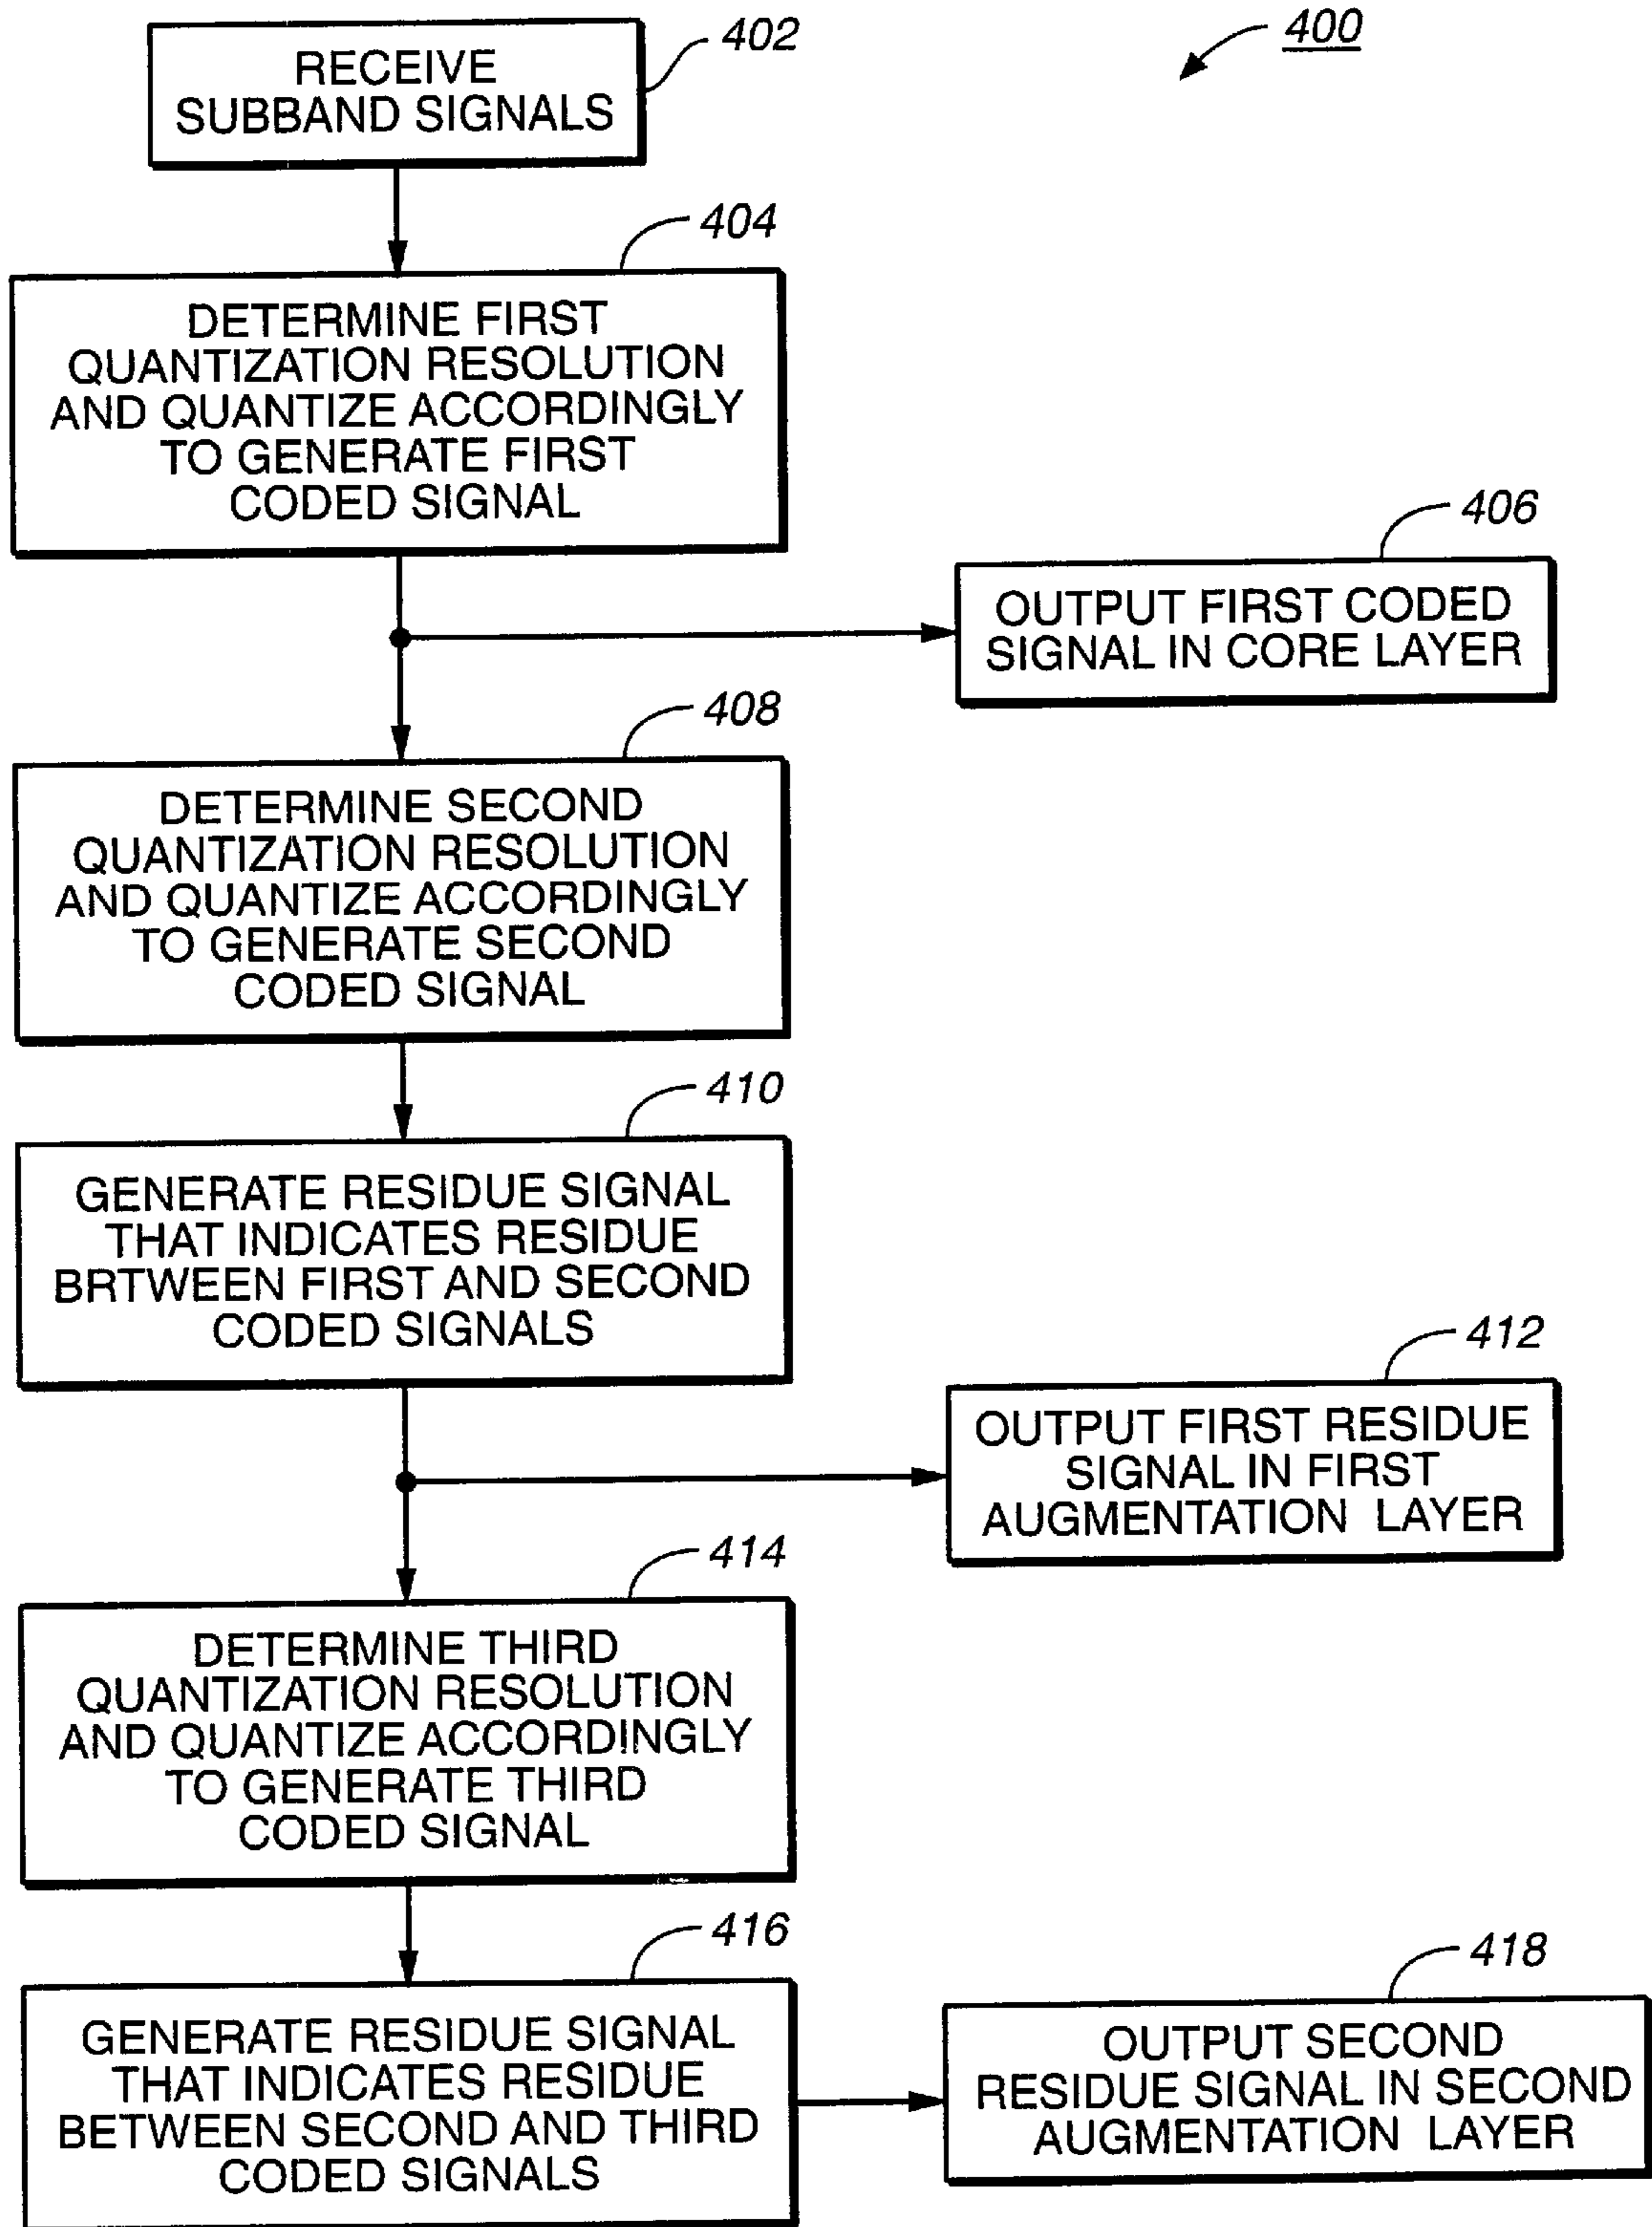 400
402
RECEIVE
SUBBAND SIGNALS
404
DETERMINE FIRST
QUANTIZATION RESOLUTION
AND QUANTIZE ACCORDINGLY
TO GENERATE FIRST
CODED SIGNAL
406
OUTPUT FIRST CODED
SIGNAL IN CORE LAYER
408
DETERMINE SECOND
QUANTIZATION RESOLUTION
AND QUANTIZE ACCORDINGLY
TO GENERATE SECOND
CODED SIGNAL
410
GENERATE RESIDUE SIGNAL
THAT INDICATES RESIDUE
BRTWEEN FIRST AND SECOND
CODED SIGNALS
412
OUTPUT FIRST RESIDUE
SIGNAL IN FIRST
AUGMENTATION LAYER
414
DETERMINE THIRD
QUANTIZATION RESOLUTION
AND QUANTIZE ACCORDINGLY
TO GENERATE THIRD
CODED SIGNAL
416
GENERATE RESIDUE SIGNAL
THAT INDICATES RESIDUE
BETWEEN SECOND AND THIRD
CODED SIGNALS
418
OUTPUT SECOND
RESIDUE SIGNAL IN SECOND
AUGMENTATION LAYER